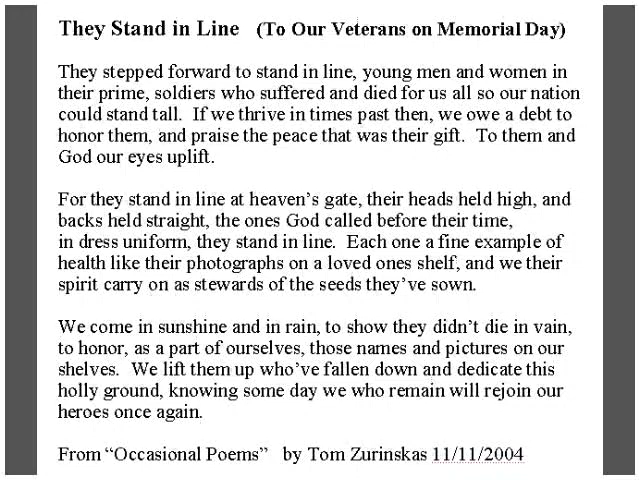 They Stand in Line (To Our Veterans on Memorial Day)
They stepped forward to stand in line, young men and women in
their prime, soldiers who suffered and died for us all so our nation
could stand tall. If we thrive in times past then, we owe a debt to
honor them, and praise the peace that was their gift. To them and
God our eyes uplift.
For they stand in line at heaven's gate, their heads held high, and
backs held straight, the ones God called before their time,
in dress uniform, they stand in line. Each one a fine example of
health like their photographs on a loved ones shelf, and we their
spirit carry on as stewards of the seeds they've sown.
We come in sunshine and in rain, to show they didn't die in vain,
to honor, as a part of ourselves, those names and pictures on our
shelves. We lift them up who've fallen down and dedicate this
holly ground, knowing some day we who remain will rejoin our
heroes once again.
From “Occasional Poems” by Tom Zurinskas 11/11/2004